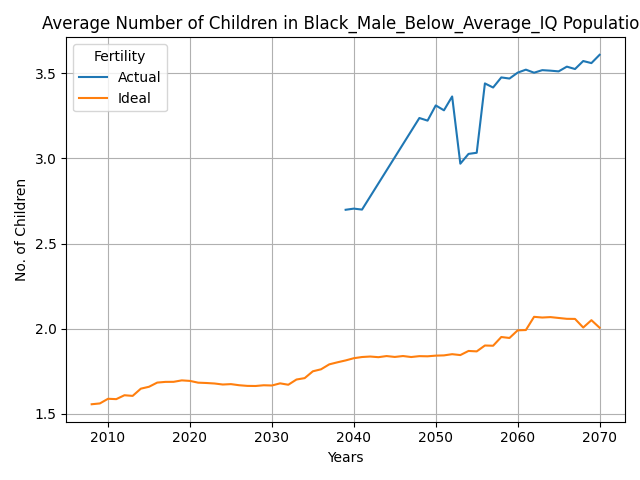 Average Number of Children in Black_Male_Below_Average_IQ Populatio
Fertility
Actual
Ideal
3.5
3.0
2.5
2.0
1.5
No. of Children
2010 2020 2030 2040 2050 2060 2070
Years